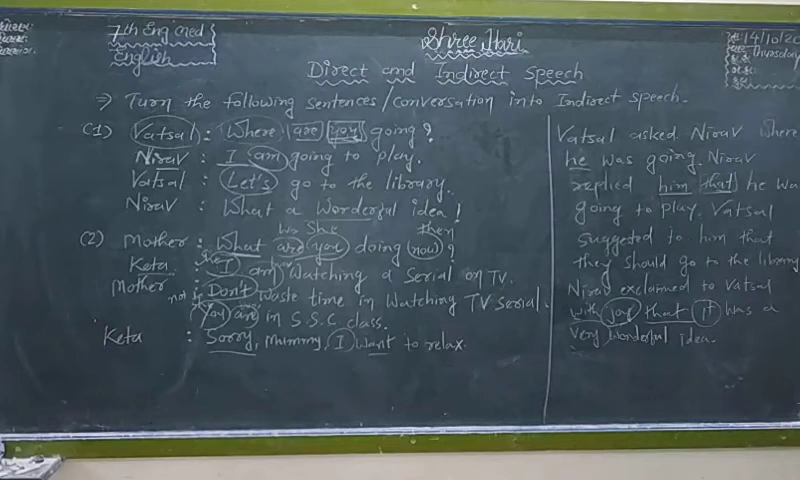 7th Eng med
English
Shree Hari
14/10/20
Thursday
Direct and Indirect Speech
⇒ Turn the following sentences/conversation into Indirect speech.
(1) Vatsal : Where are you going?
Nirav : I am going to play.
Vatsal : Let's go to the library.
Nirav : What a Wonderful idea!
was she then
(2) Mother : What are you doing (now)?
she
Keta : I am Watching a Serial on TV.
not to
Mother : Don't waste time in Watching TV Serial.
You are in S.S.C class.
Keta : Sorry, Mummy, I want to relax.
Vatsal asked Nirav where
he was going. Nirav
replied him that he wa
going to play. Vatsal
suggested to him that
they should go to the library
Nirav exclaimed to Vatsal
with joy that it was a
very wonderful idea.